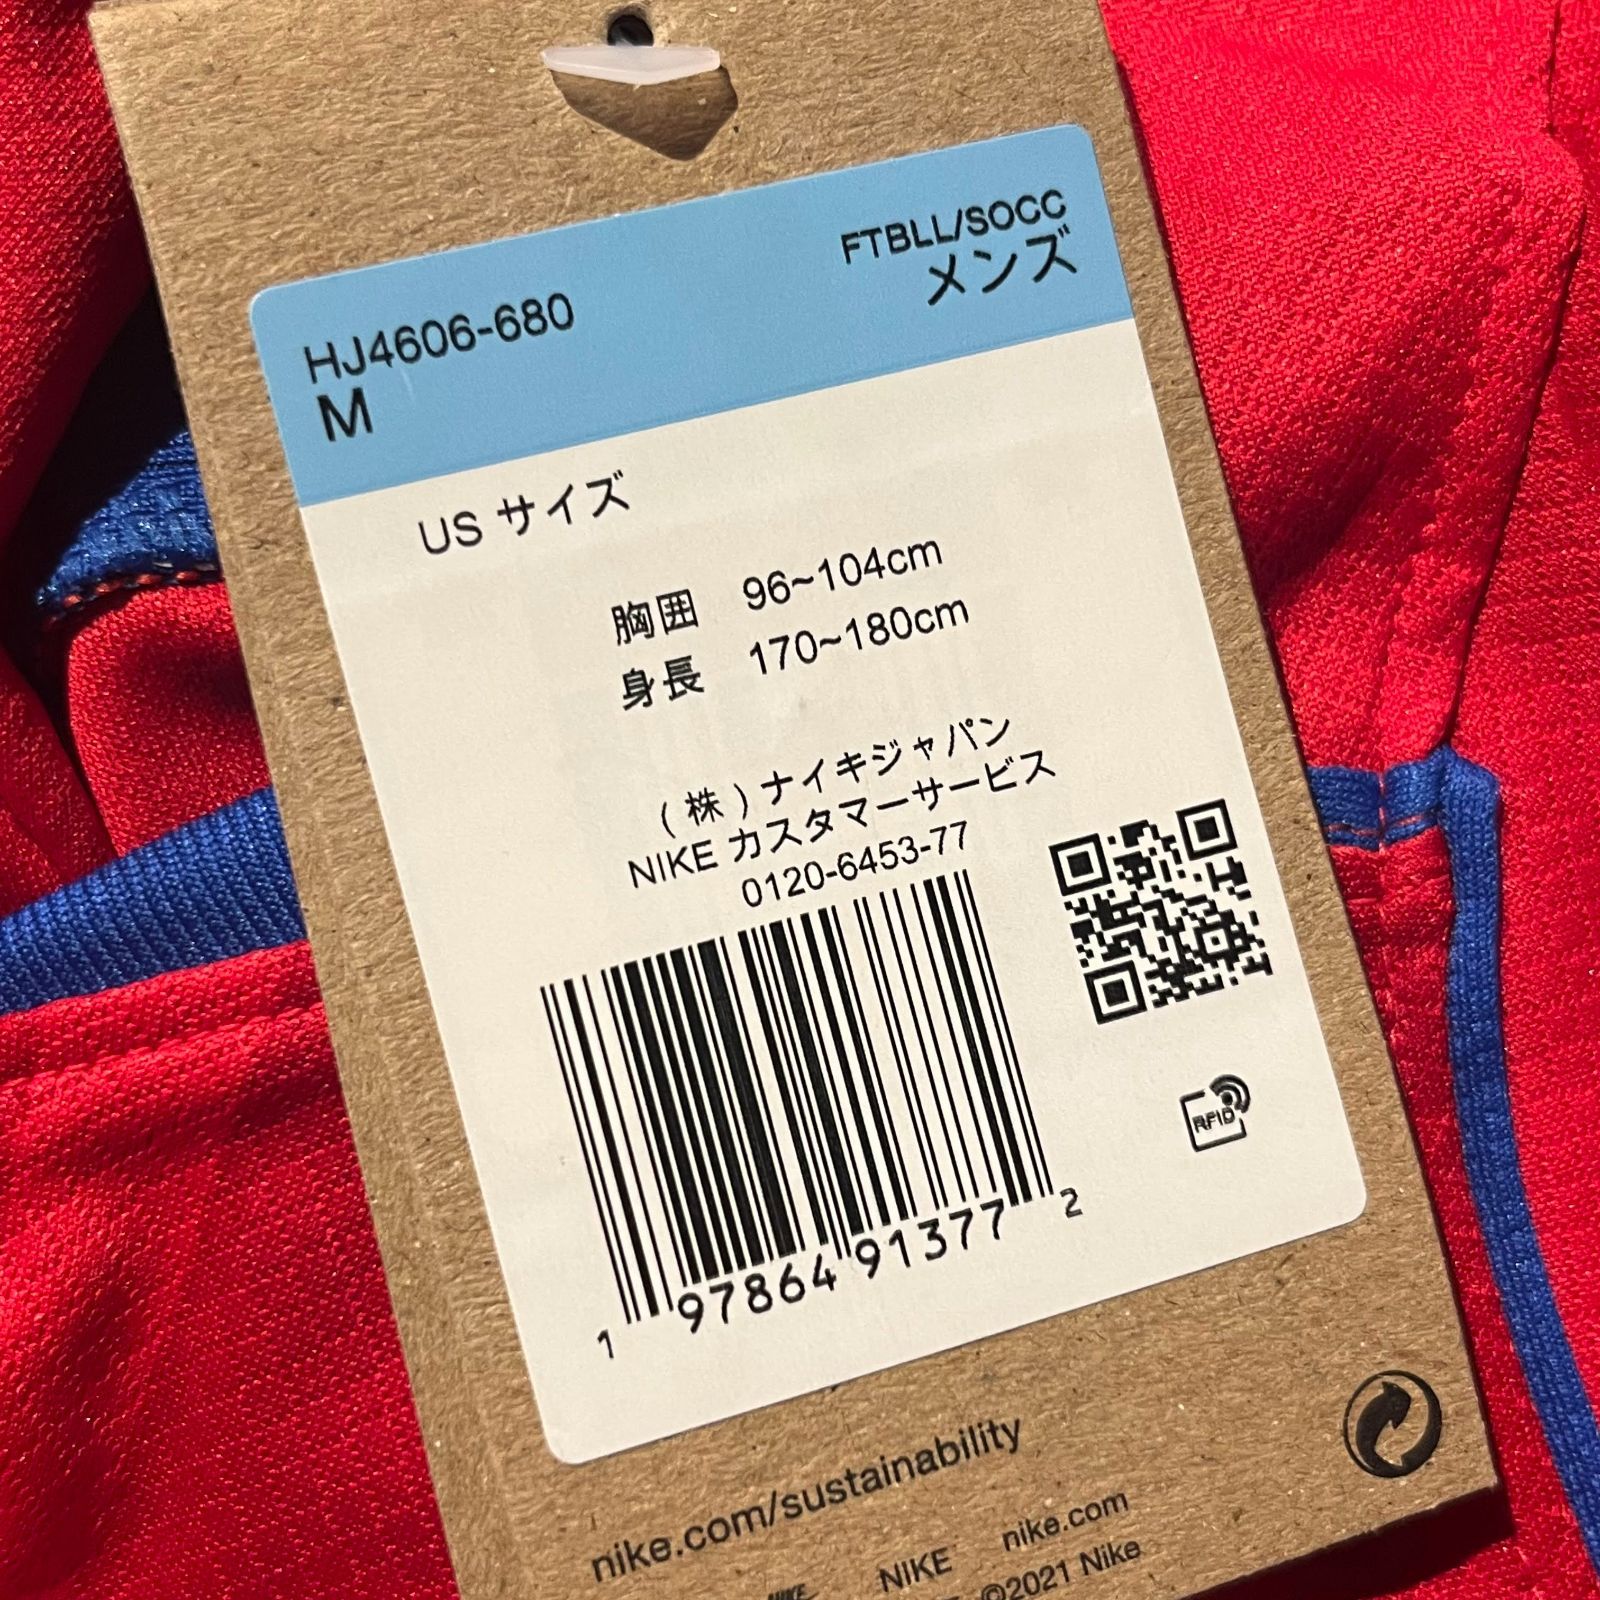 FTBLL/SOCC
メンズ
HJ4606-680
M
US サイズ
胸囲 96~104cm
身長 170~180cm
(株)ナイキジャパン
NIKE カスタマーサービス
0120-6453-77
1 97864 91377 2
RFID
nike.com/sustainability
nike.com
NIKE
©2021 Nike